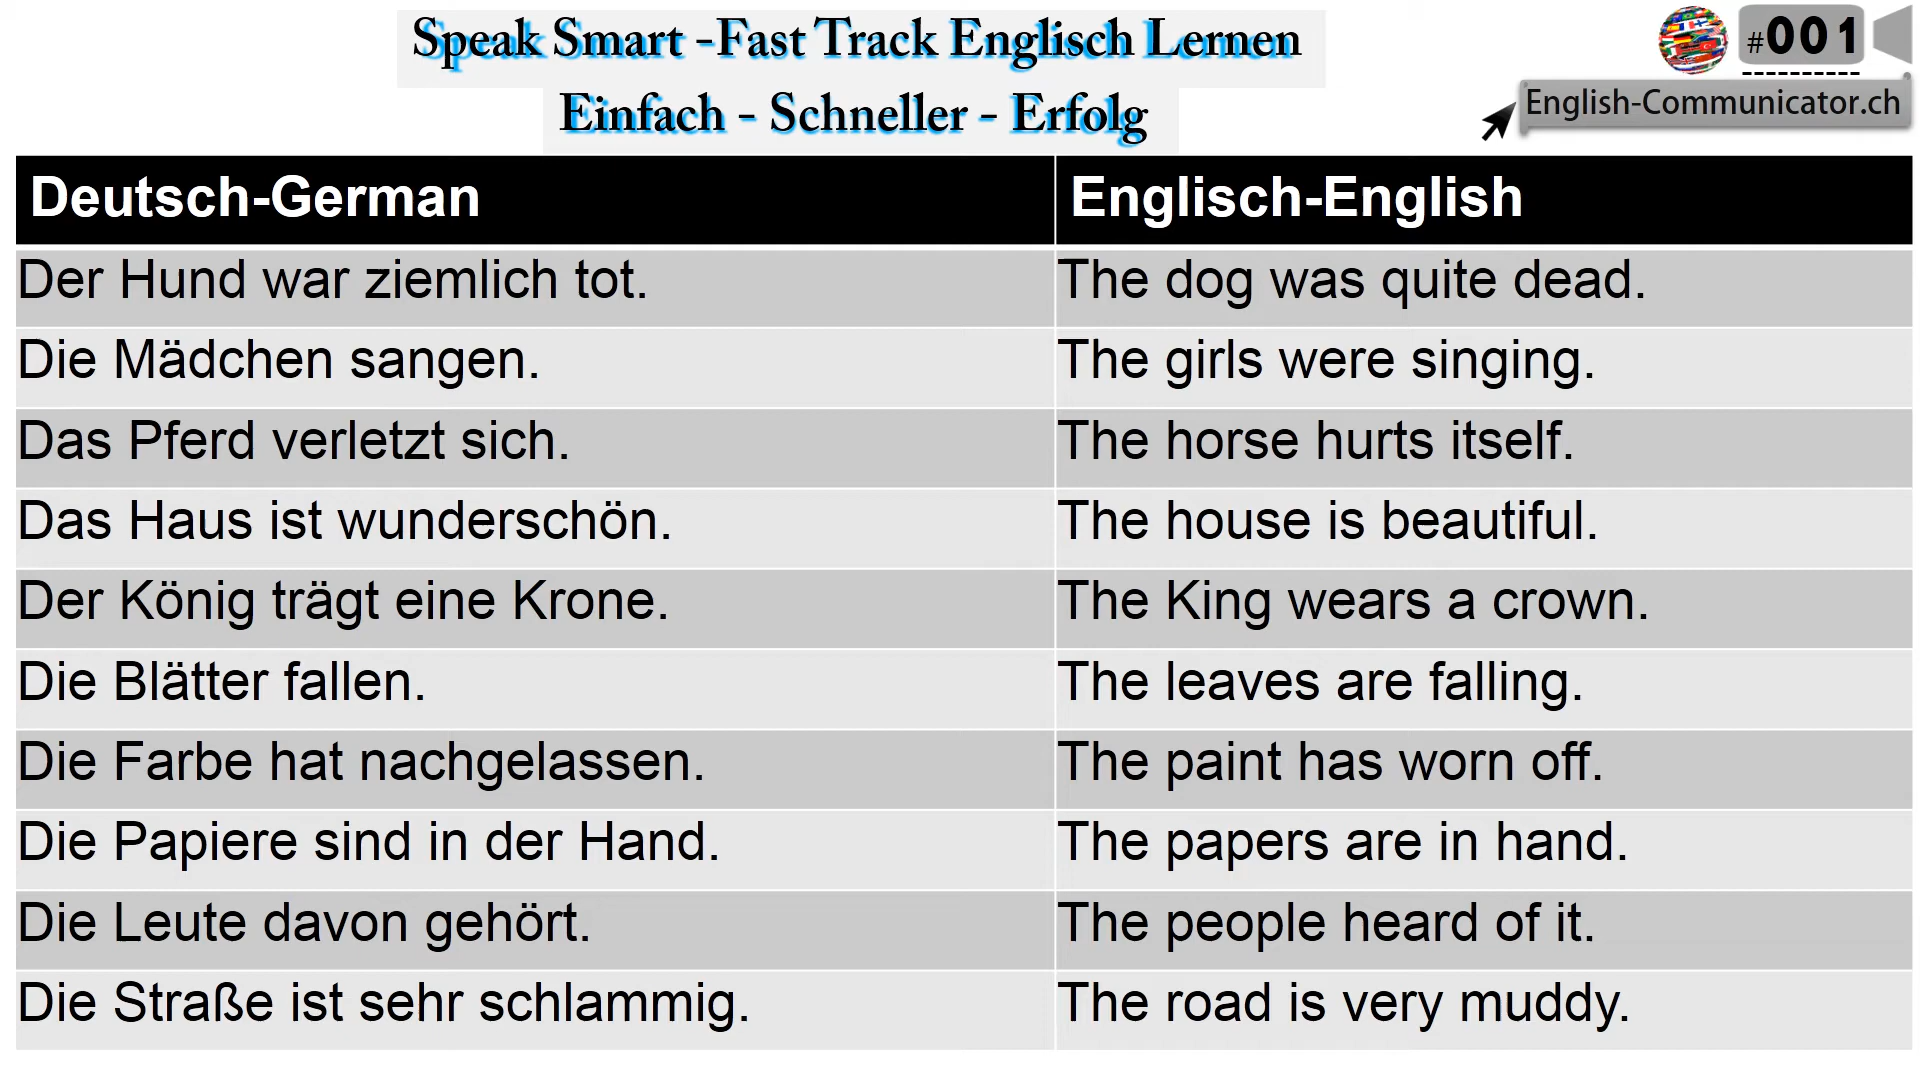 Speak Smart -Fast Track Englisch Lernen
Einfach - Schneller - Erfolg
#001
English-Communicator.ch
Deutsch-German Englisch-English
Der Hund war ziemlich tot. The dog was quite dead.
Die Mädchen sangen. The girls were singing.
Das Pferd verletzt sich. The horse hurts itself.
Das Haus ist wunderschön. The house is beautiful.
Der König trägt eine Krone. The King wears a crown.
Die Blätter fallen. The leaves are falling.
Die Farbe hat nachgelassen. The paint has worn off.
Die Papiere sind in der Hand. The papers are in hand.
Die Leute davon gehört. The people heard of it.
Die Straße ist sehr schlammig. The road is very muddy.